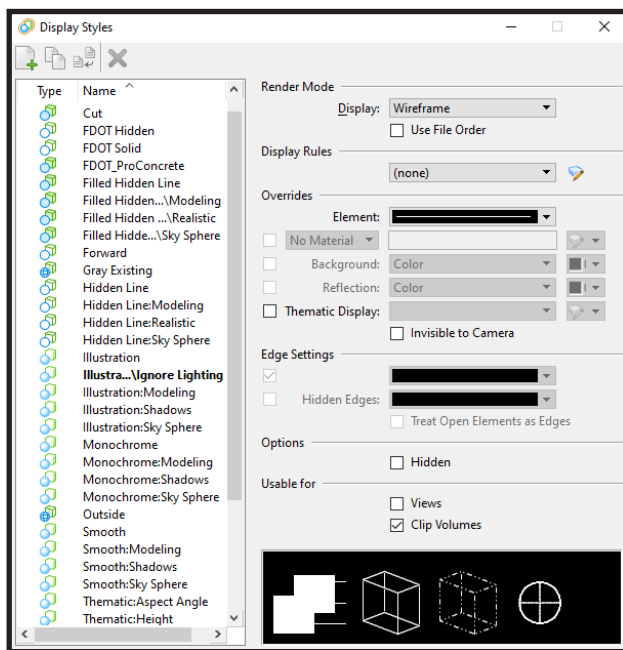 Display Styles
Type Name
Cut
FDOT Hidden
FDOT Solid
FDOT_ProConcrete
Filled Hidden Line
Filled Hidden...\Modeling
Filled Hidden ...\Realistic
Filled Hidde...\Sky Sphere
Forward
Gray Existing
Hidden Line
Hidden Line:Modeling
Hidden Line:Realistic
Hidden Line:Sky Sphere
Illustration
Illustra...\Ignore Lighting
Illustration:Modeling
Illustration:Shadows
Illustration:Sky Sphere
Monochrome
Monochrome:Modeling
Monochrome:Shadows
Monochrome:Sky Sphere
Outside
Smooth
Smooth:Modeling
Smooth:Shadows
Smooth:Sky Sphere
Thematic:Aspect Angle
Thematic:Height
Render Mode
Display: Wireframe
Use File Order
Display Rules
(none)
Overrides
Element:
No Material
Background: Color
Reflection: Color
Thematic Display:
Invisible to Camera
Edge Settings
Hidden Edges:
Treat Open Elements as Edges
Options
Hidden
Usable for
Views
Clip Volumes